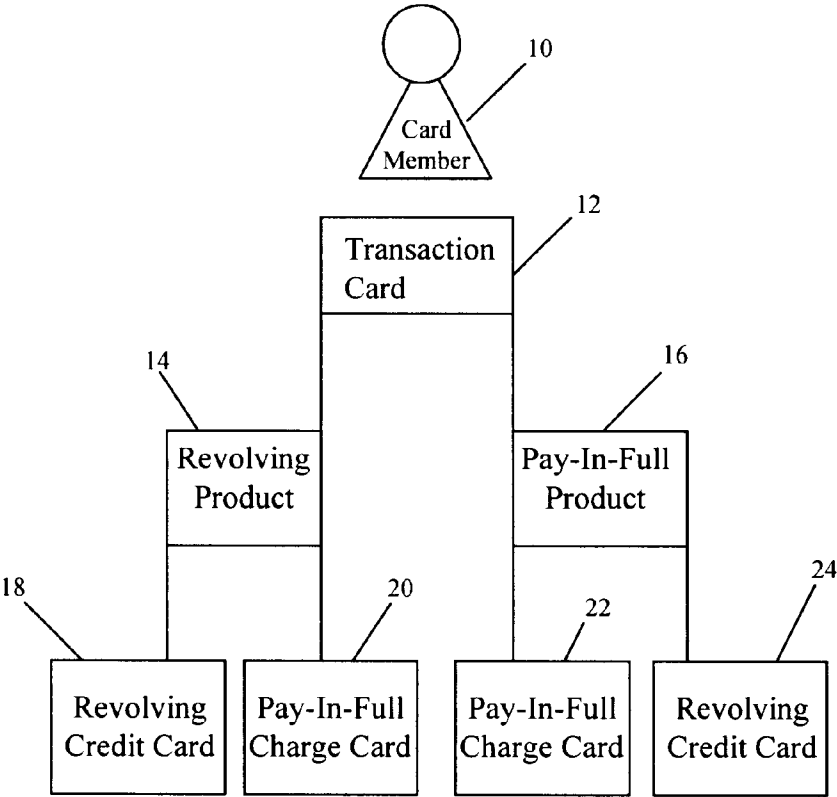 10
Card
Member
12
Transaction
Card
14
16
Revolving
Product
Pay-In-Full
Product
18
20
22
24
Revolving
Credit Card
Pay-In-Full
Charge Card
Pay-In-Full
Charge Card
Revolving
Credit Card